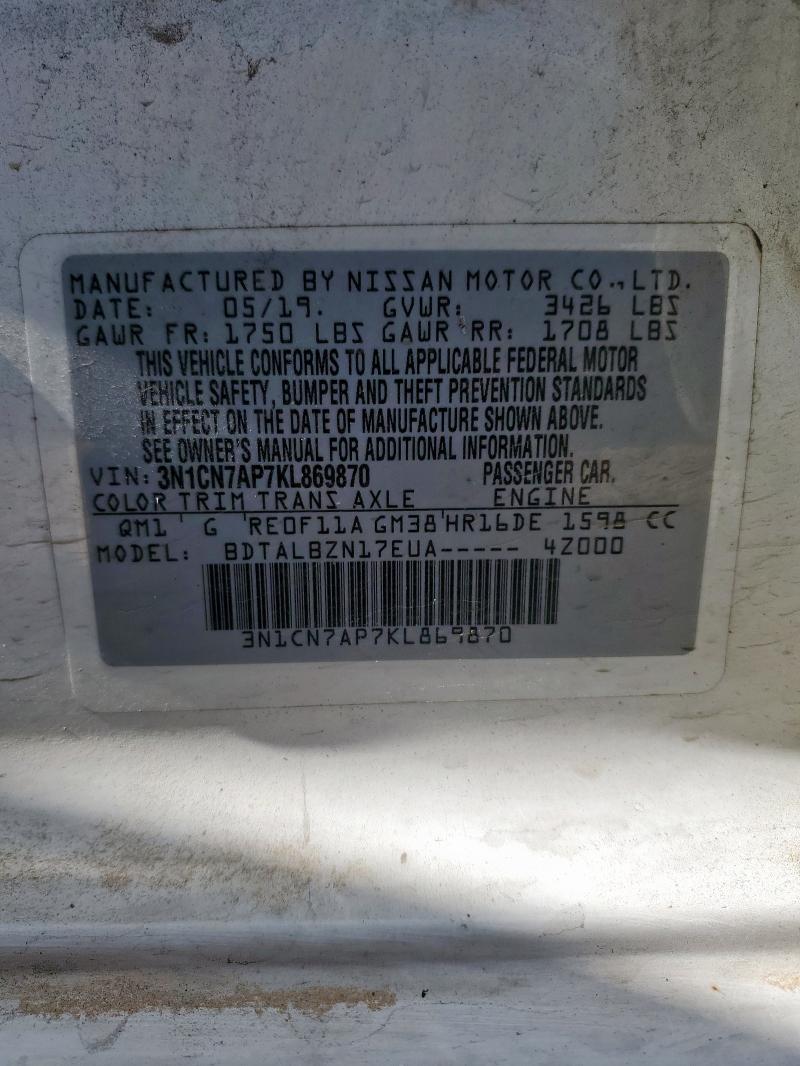 MANUFACTURED BY NISSAN MOTOR CO.,LTD.
DATE: 05/19. GVWR: 3426 LBS
GAWR FR: 1750 LBS GAWR RR: 1708 LBS
THIS VEHICLE CONFORMS TO ALL APPLICABLE FEDERAL MOTOR
VEHICLE SAFETY, BUMPER AND THEFT PREVENTION STANDARDS
IN EFFECT ON THE DATE OF MANUFACTURE SHOWN ABOVE.
SEE OWNER'S MANUAL FOR ADDITIONAL INFORMATION.
VIN: 3N1CN7AP7KL869870 PASSENGER CAR.
COLOR TRIM TRANS AXLE ENGINE
QM1 G RE0F11A GM38 HR16DE 1598 CC
MODEL: BDTALBZN17EUA----- 4Z000
3N1CN7AP7KL869870